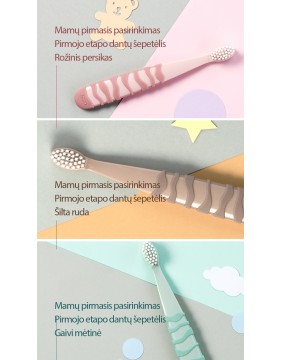 Mamų pirmasis pasirinkimas
Pirmojo etapo dantų šepetėlis
Rožinis persikas
Mamų pirmasis pasirinkimas
Pirmojo etapo dantų šepetėlis
Šilta ruda
Mamų pirmasis pasirinkimas
Pirmojo etapo dantų šepetėlis
Gaivi mėtinė